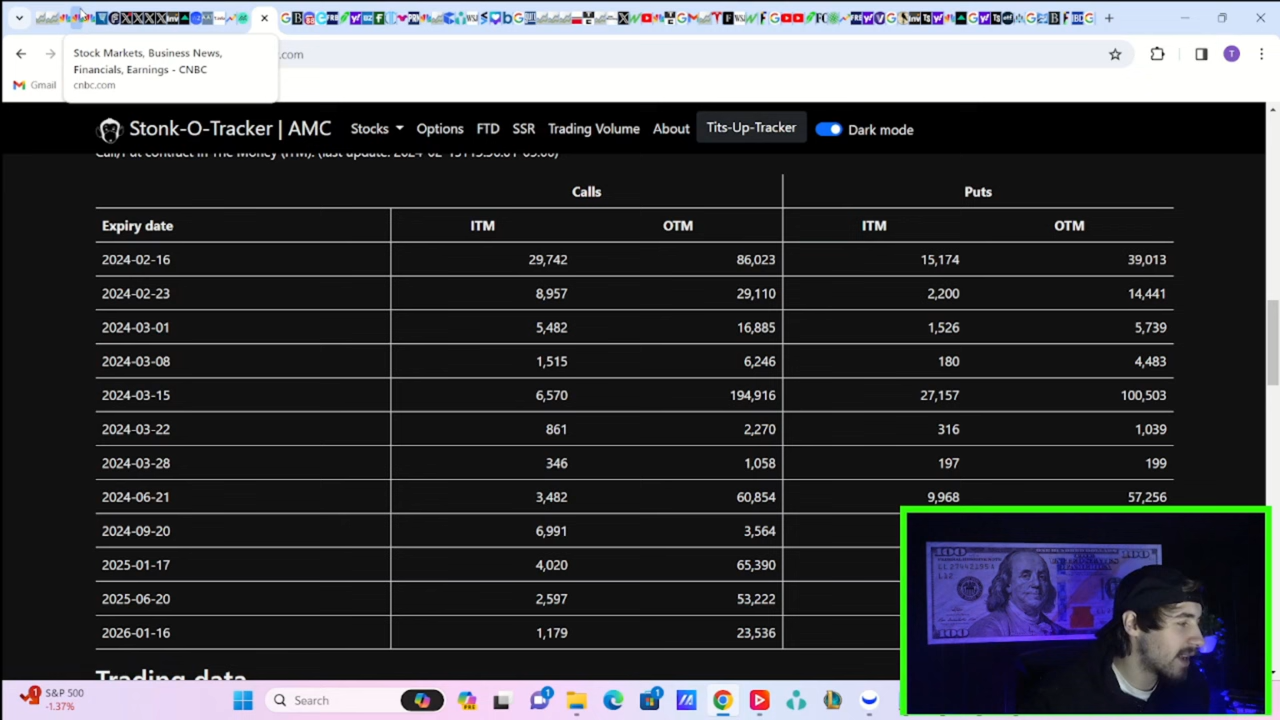 Stock Markets, Business News,
Financials, Earnings - CNBC
cnbc.com
.com
T
Gmail
Stonk-O-Tracker | AMC
Stocks
Options
FTD
SSR
Trading Volume
About
Tits-Up-Tracker
Dark mode
Calls Puts
Expiry date ITM OTM ITM OTM
2024-02-16 29,742 86,023 15,174 39,013
2024-02-23 8,957 29,110 2,200 14,441
2024-03-01 5,482 16,885 1,526 5,739
2024-03-08 1,515 6,246 180 4,483
2024-03-15 6,570 194,916 27,157 100,503
2024-03-22 861 2,270 316 1,039
2024-03-28 346 1,058 197 199
2024-06-21 3,482 60,854 9,968 57,256
2024-09-20 6,991 3,564
2025-01-17 4,020 65,390
2025-06-20 2,597 53,222
2026-01-16 1,179 23,536
Trading data
100
100
100
1
S&P 500
-1.37%
Search